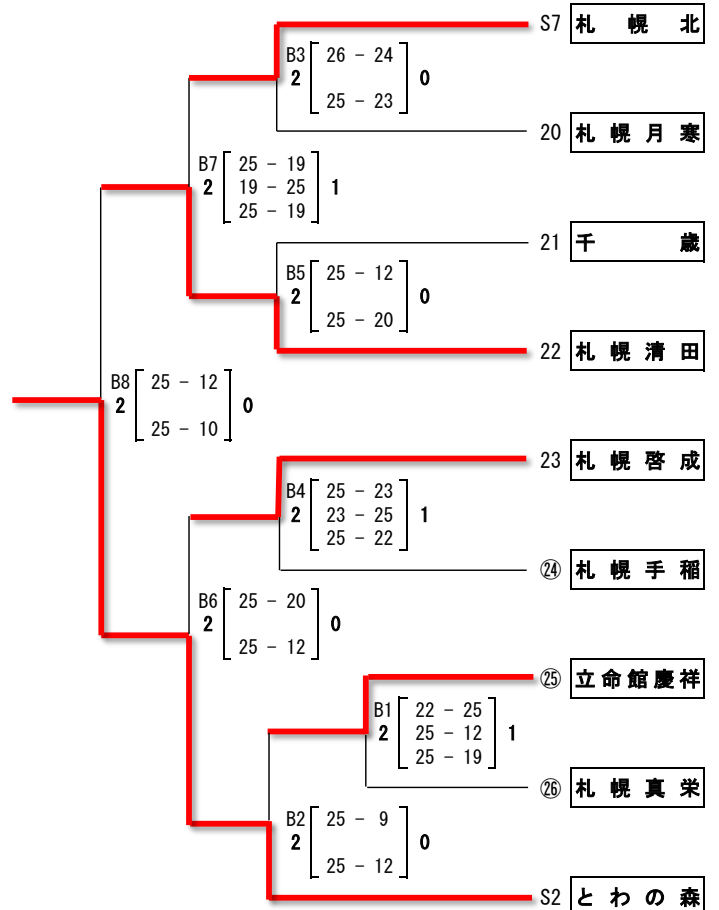 S7 札幌北
B3 26 - 24
2 0
25 - 23
20 札幌月寒
B7 25 - 19
2 19 - 25 1
25 - 19
21 千歳
B5 25 - 12
2 0
25 - 20
22 札幌清田
B8 25 - 12
2 0
25 - 10
23 札幌啓成
B4 25 - 23
2 23 - 25 1
25 - 22
㉔ 札幌手稲
B6 25 - 20
2 0
25 - 12
㉕ 立命館慶祥
B1 22 - 25
2 25 - 12 1
25 - 19
㉖ 札幌真栄
B2 25 - 9
2 0
25 - 12
S2 とわの森